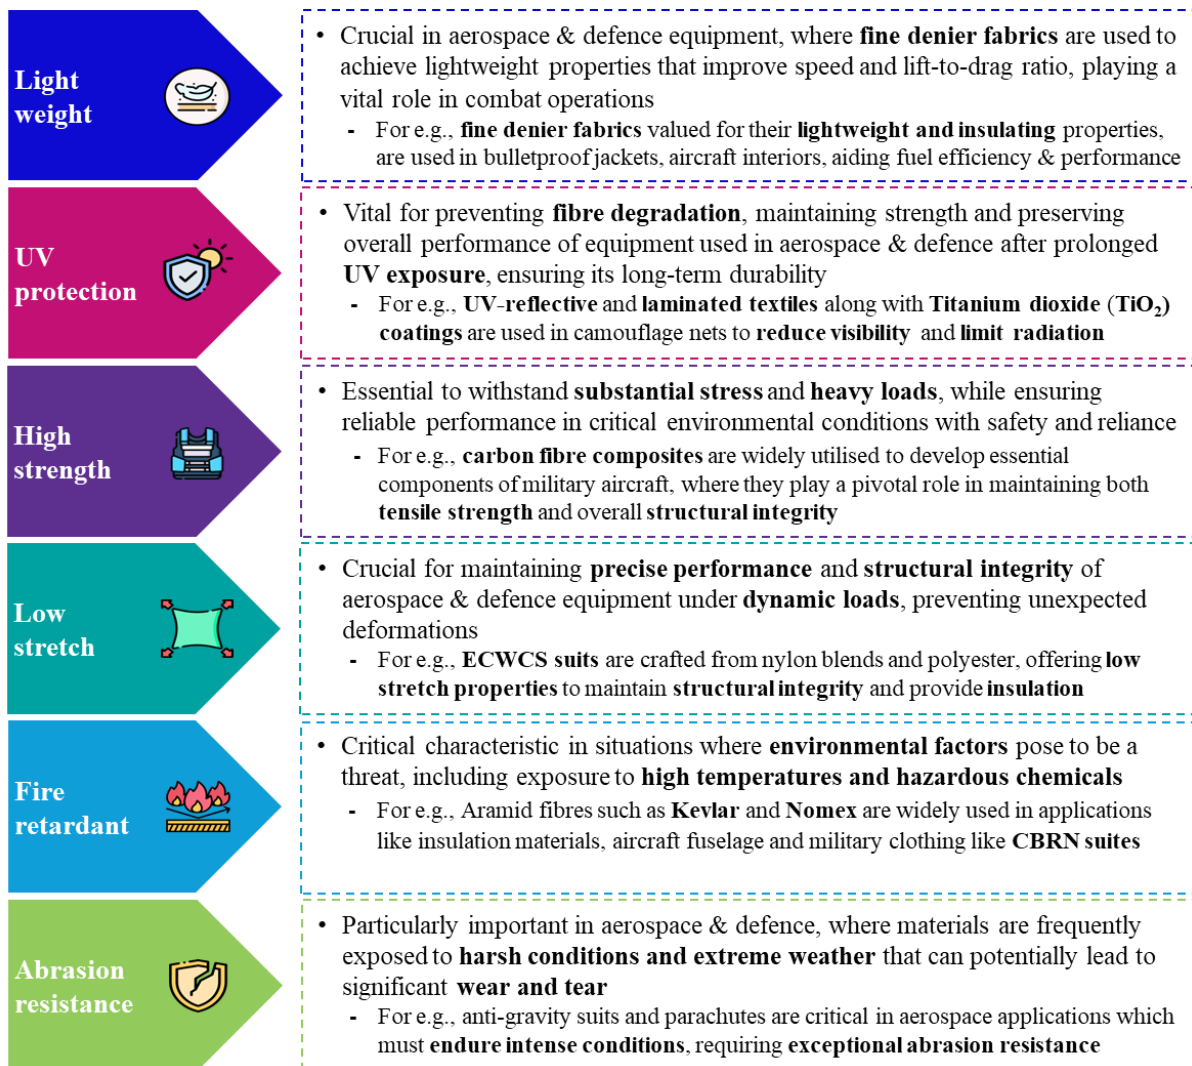 Light
weight
• Crucial in aerospace & defence equipment, where fine denier fabrics are used to
achieve lightweight properties that improve speed and lift-to-drag ratio, playing a
vital role in combat operations
- For e.g., fine denier fabrics valued for their lightweight and insulating properties,
are used in bulletproof jackets, aircraft interiors, aiding fuel efficiency & performance
UV
protection
• Vital for preventing fibre degradation, maintaining strength and preserving
overall performance of equipment used in aerospace & defence after prolonged
UV exposure, ensuring its long-term durability
- For e.g., UV-reflective and laminated textiles along with Titanium dioxide (TiO₂)
coatings are used in camouflage nets to reduce visibility and limit radiation
High
strength
• Essential to withstand substantial stress and heavy loads, while ensuring
reliable performance in critical environmental conditions with safety and reliance
- For e.g., carbon fibre composites are widely utilised to develop essential
components of military aircraft, where they play a pivotal role in maintaining both
tensile strength and overall structural integrity
Low
stretch
• Crucial for maintaining precise performance and structural integrity of
aerospace & defence equipment under dynamic loads, preventing unexpected
deformations
- For e.g., ECWCS suits are crafted from nylon blends and polyester, offering low
stretch properties to maintain structural integrity and provide insulation
Fire
retardant
• Critical characteristic in situations where environmental factors pose to be a
threat, including exposure to high temperatures and hazardous chemicals
- For e.g., Aramid fibres such as Kevlar and Nomex are widely used in applications
like insulation materials, aircraft fuselage and military clothing like CBRN suites
Abrasion
resistance
• Particularly important in aerospace & defence, where materials are frequently
exposed to harsh conditions and extreme weather that can potentially lead to
significant wear and tear
- For e.g., anti-gravity suits and parachutes are critical in aerospace applications which
must endure intense conditions, requiring exceptional abrasion resistance